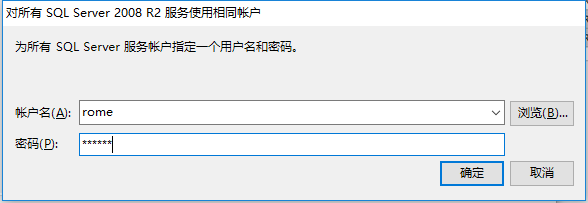 对所有 SQL Server 2008 R2 服务使用相同帐户
为所有 SQL Server 服务帐户指定一个用户名和密码。
帐户名(A): rome 浏览(B)...
密码(P): ******
确定 取消